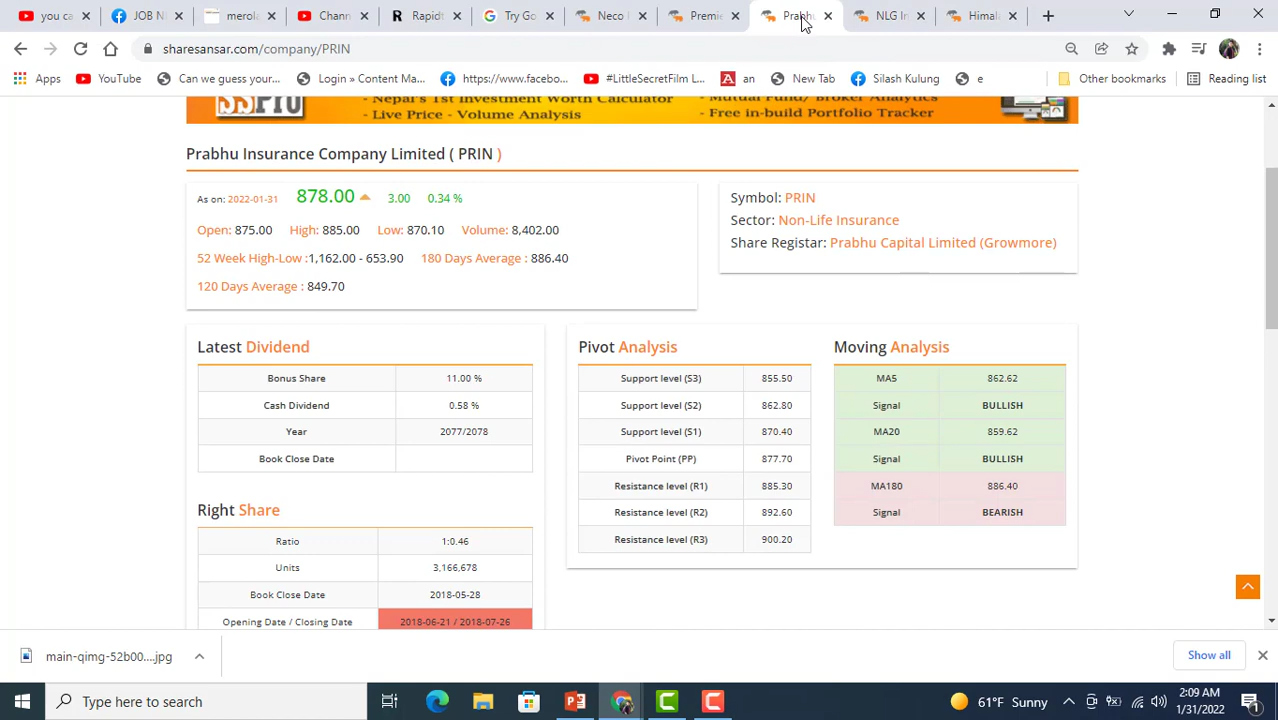 you ca
JOB N
merola
Chann
Rapidt
Try Go
Neco I
Premie
Prabhu
NLG In
Himala
sharesansar.com/company/PRIN
Apps
YouTube
Can we guess your...
Login » Content Ma...
https://www.facebo...
#LittleSecretFilm L...
an
New Tab
Silash Kulung
e
Other bookmarks
Reading list
- Nepal's 1st Investment Worth Calculator
- Live Price - Volume Analysis
- Mutual Fund/ Broker Analytics
- Free in-build Portfolio Tracker
Prabhu Insurance Company Limited ( PRIN )
As on: 2022-01-31 878.00 3.00 0.34 %
Open: 875.00 High: 885.00 Low: 870.10 Volume: 8,402.00
52 Week High-Low :1,162.00 - 653.90 180 Days Average : 886.40
120 Days Average : 849.70
Symbol: PRIN
Sector: Non-Life Insurance
Share Registar: Prabhu Capital Limited (Growmore)
Latest Dividend
Bonus Share 11.00 %
Cash Dividend 0.58 %
Year 2077/2078
Book Close Date
Right Share
Ratio 1:0.46
Units 3,166,678
Book Close Date 2018-05-28
Opening Date / Closing Date 2018-06-21 / 2018-07-26
Pivot Analysis
Support level (S3) 855.50
Support level (S2) 862.80
Support level (S1) 870.40
Pivot Point (PP) 877.70
Resistance level (R1) 885.30
Resistance level (R2) 892.60
Resistance level (R3) 900.20
Moving Analysis
MA5 862.62
Signal BULLISH
MA20 859.62
Signal BULLISH
MA180 886.40
Signal BEARISH
main-qimg-52b00....jpg
Show all
Type here to search
61°F Sunny
2:09 AM
1/31/2022
1